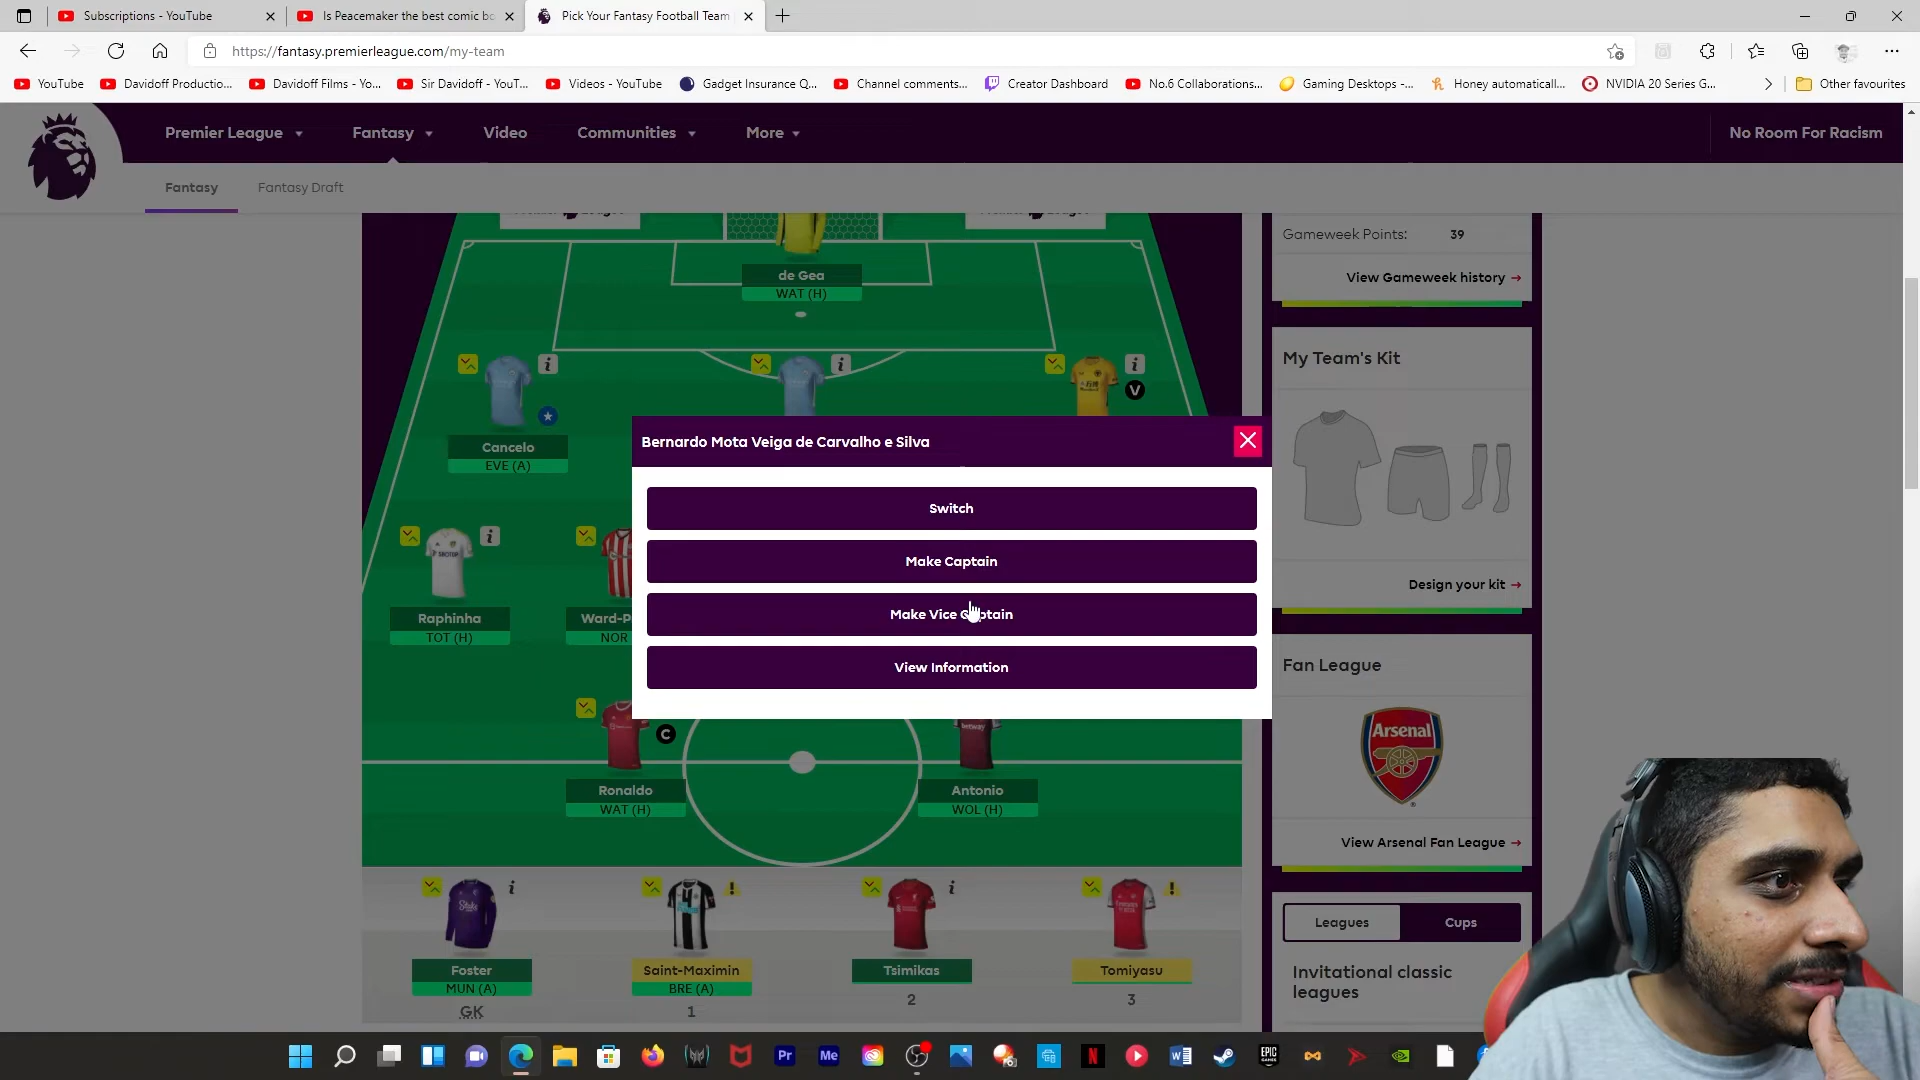 Subscriptions - YouTube
Is Peacemaker the best comic bo
Pick Your Fantasy Football Team
https://fantasy.premierleague.com/my-team
YouTube
Davidoff Productio...
Davidoff Films - Yo...
Sir Davidoff - YouT...
Videos - YouTube
Gadget Insurance Q...
Channel comments...
Creator Dashboard
No.6 Collaborations...
Gaming Desktops -...
Honey automaticall...
NVIDIA 20 Series G...
Other favourites
Premier League
Fantasy
Video
Communities
More
No Room For Racism
Fantasy
Fantasy Draft
de Gea
WAT (H)
V
Cancelo
EVE (A)
Bernardo Mota Veiga de Carvalho e Silva
Switch
Make Captain
Make Vice Captain
View Information
Raphinha
TOT (H)
Ward-P
NOR
C
Ronaldo
WAT (H)
Antonio
WOL (H)
Foster
MUN (A)
GK
Saint-Maximin
BRE (A)
1
Tsimikas
2
Tomiyasu
3
Gameweek Points: 39
View Gameweek history →
My Team's Kit
Design your kit →
Fan League
Arsenal
View Arsenal Fan League →
Leagues
Cups
Invitational classic
leagues
Pr
Me
N
W
EPIC
GAMES